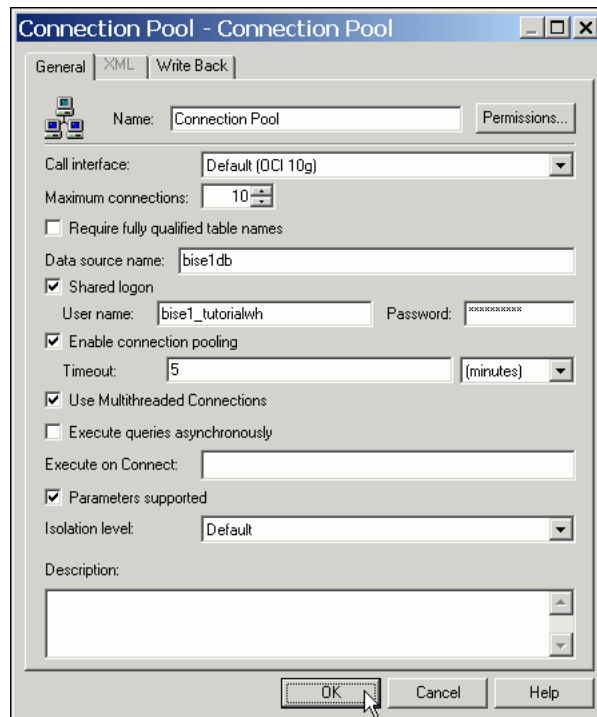 Connection Pool - Connection Pool
General XML Write Back
Name: Connection Pool Permissions...
Call interface: Default (OCI 10g)
Maximum connections: 10
Require fully qualified table names
Data source name: bise1db
Shared logon
User name: bise1_tutorialwh Password: xxxxxxxxxx
Enable connection pooling
Timeout: 5 (minutes)
Use Multithreaded Connections
Execute queries asynchronously
Execute on Connect:
Parameters supported
Isolation level: Default
Description:
OK Cancel Help